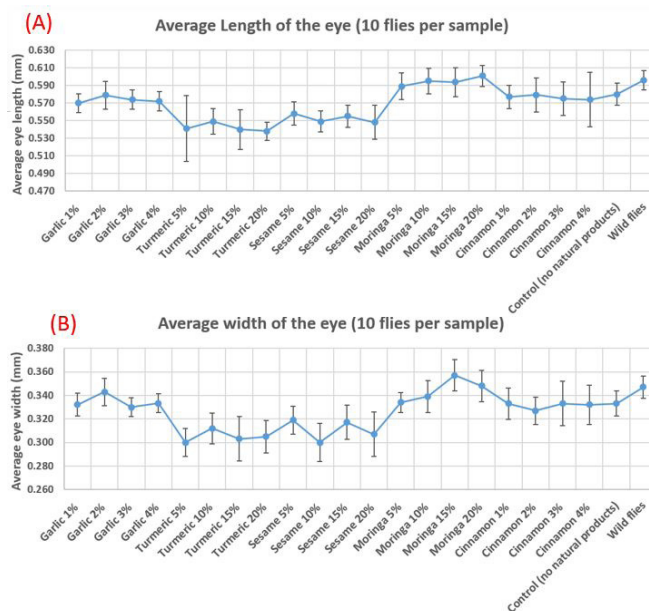 (A)
Average Length of the eye (10 flies per sample)
Average eye length (mm)
0.630
0.610
0.590
0.570
0.550
0.530
0.510
0.490
0.470
Garlic 1%
Garlic 2%
Garlic 3%
Garlic 4%
Turmeric 5%
Turmeric 10%
Turmeric 15%
Turmeric 20%
Sesame 5%
Sesame 10%
Sesame 15%
Sesame 20%
Moringa 5%
Moringa 10%
Moringa 15%
Moringa 20%
Cinnamon 1%
Cinnamon 2%
Cinnamon 3%
Cinnamon 4%
Control (no natural products)
Wild flies
(B)
Average width of the eye (10 flies per sample)
Average eye width (mm)
0.380
0.360
0.340
0.320
0.300
0.280
0.260
Garlic 1%
Garlic 2%
Garlic 3%
Garlic 4%
Turmeric 5%
Turmeric 10%
Turmeric 15%
Turmeric 20%
Sesame 5%
Sesame 10%
Sesame 15%
Sesame 20%
Moringa 5%
Moringa 10%
Moringa 15%
Moringa 20%
Cinnamon 1%
Cinnamon 2%
Cinnamon 3%
Cinnamon 4%
Control (no natural products)
Wild flies